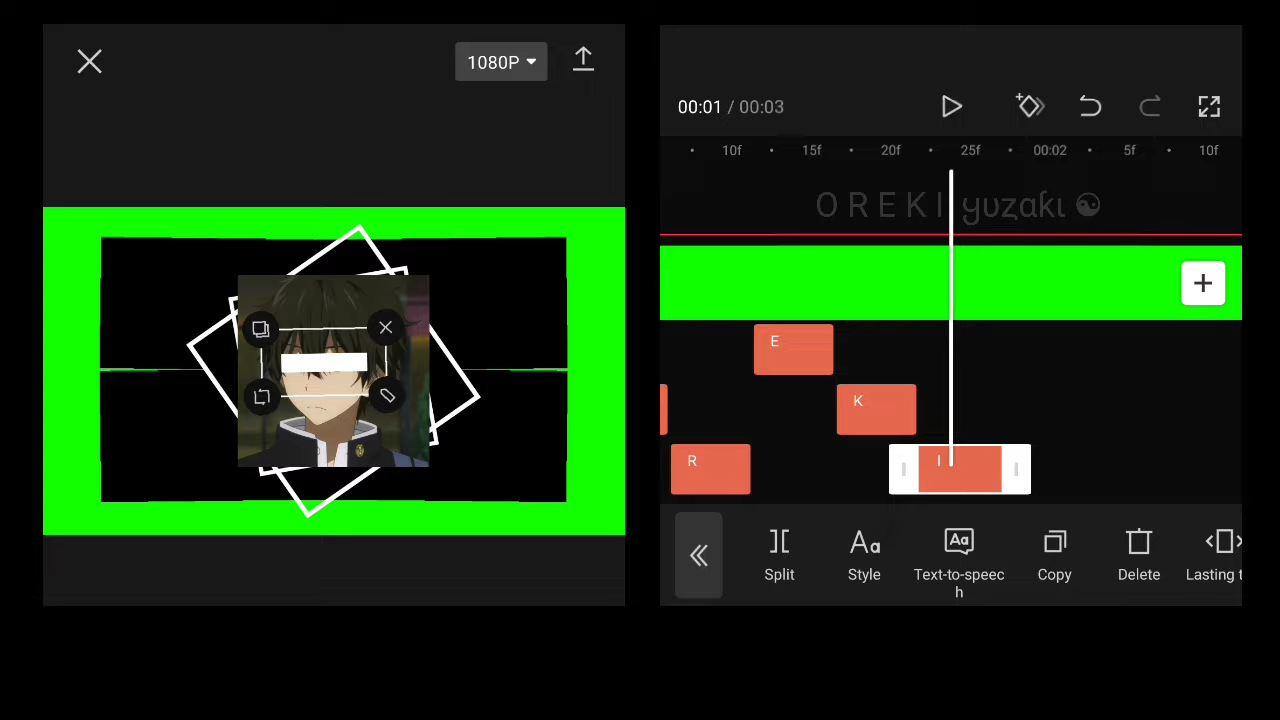 1080P
00:01 / 00:03
10f 15f 20f 25f 00:02 5f 10f
O R E K I yuzaki ☯
E
K
R
I
Split Style Text-to-speec
h Copy Delete Lasting t